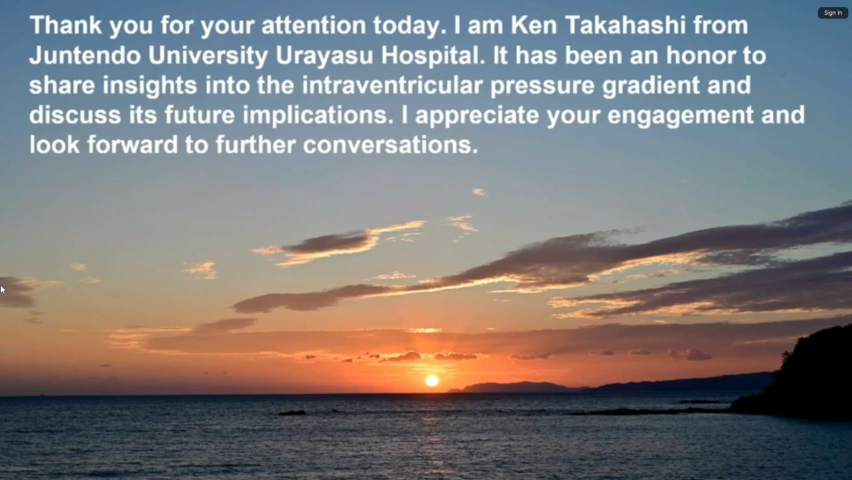 Sign in
Thank you for your attention today. I am Ken Takahashi from
Juntendo University Urayasu Hospital. It has been an honor to
share insights into the intraventricular pressure gradient and
discuss its future implications. I appreciate your engagement and
look forward to further conversations.